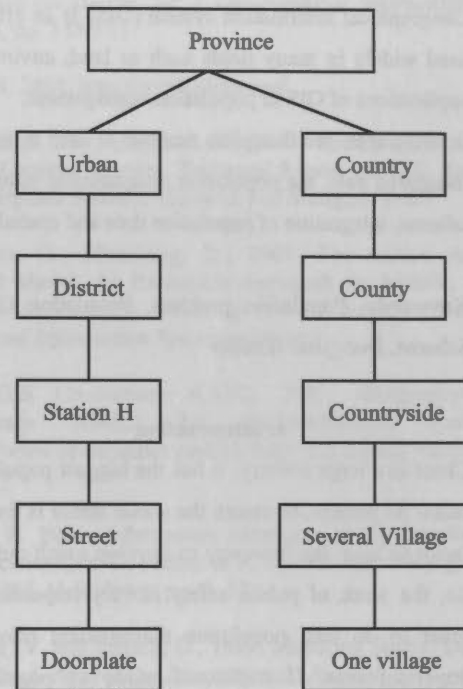 Province
Urban
Country
District
County
Station H
Countryside
Street
Several Village
Doorplate
One village